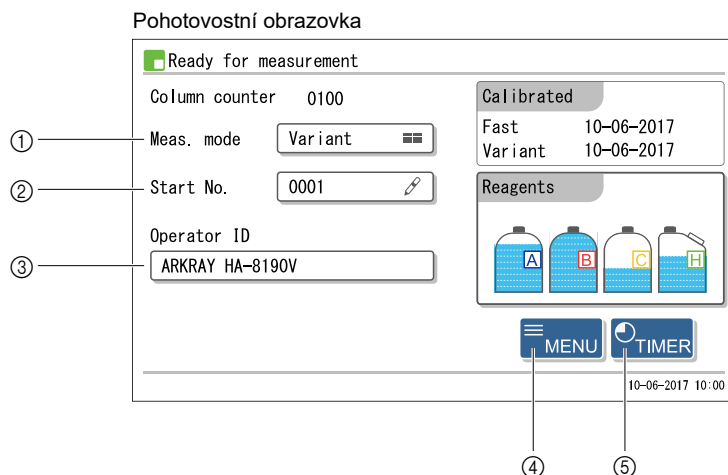 Pohotovostní obrazovka
Ready for measurement
Column counter 0100
① Meas. mode Variant
② Start No. 0001
Operator ID
③ ARKRAY HA-8190V
Calibrated
Fast 10-06-2017
Variant 10-06-2017
Reagents
A B C H
MENU TIMER
10-06-2017 10:00
④ ⑤